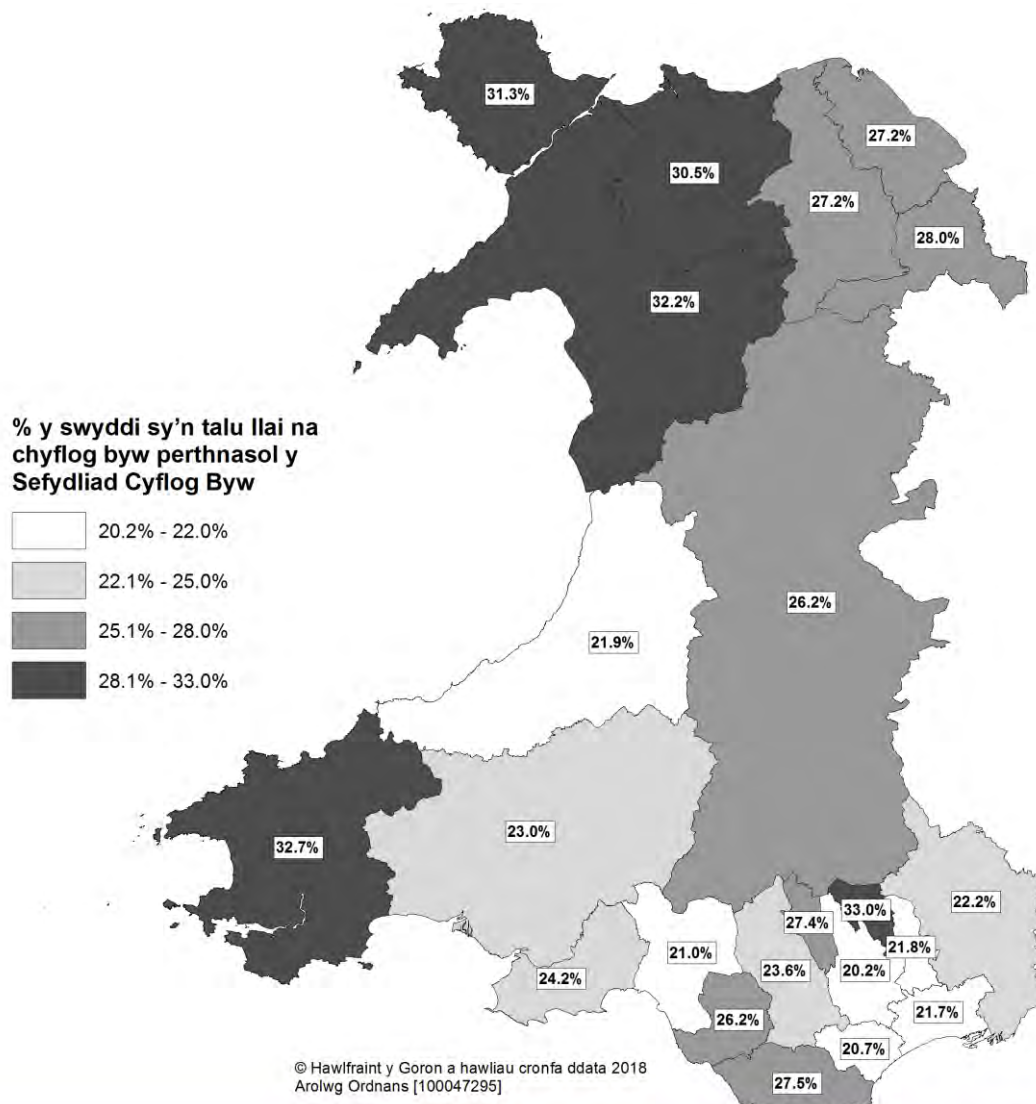 31.3%
27.2%
30.5%
27.2%
28.0%
32.2%
% y swyddi sy'n talu llai na
chyflog byw perthnasol y
Sefydliad Cyflog Byw
20.2% - 22.0%
22.1% - 25.0%
25.1% - 28.0%
28.1% - 33.0%
26.2%
21.9%
23.0%
32.7%
22.2%
33.0%
27.4%
21.8%
21.0%
23.6%
20.2%
24.2%
21.7%
26.2%
20.7%
27.5%
© Hawlfraint y Goron a hawliau cronfa ddata 2018
Arolwg Ordnans [100047295]